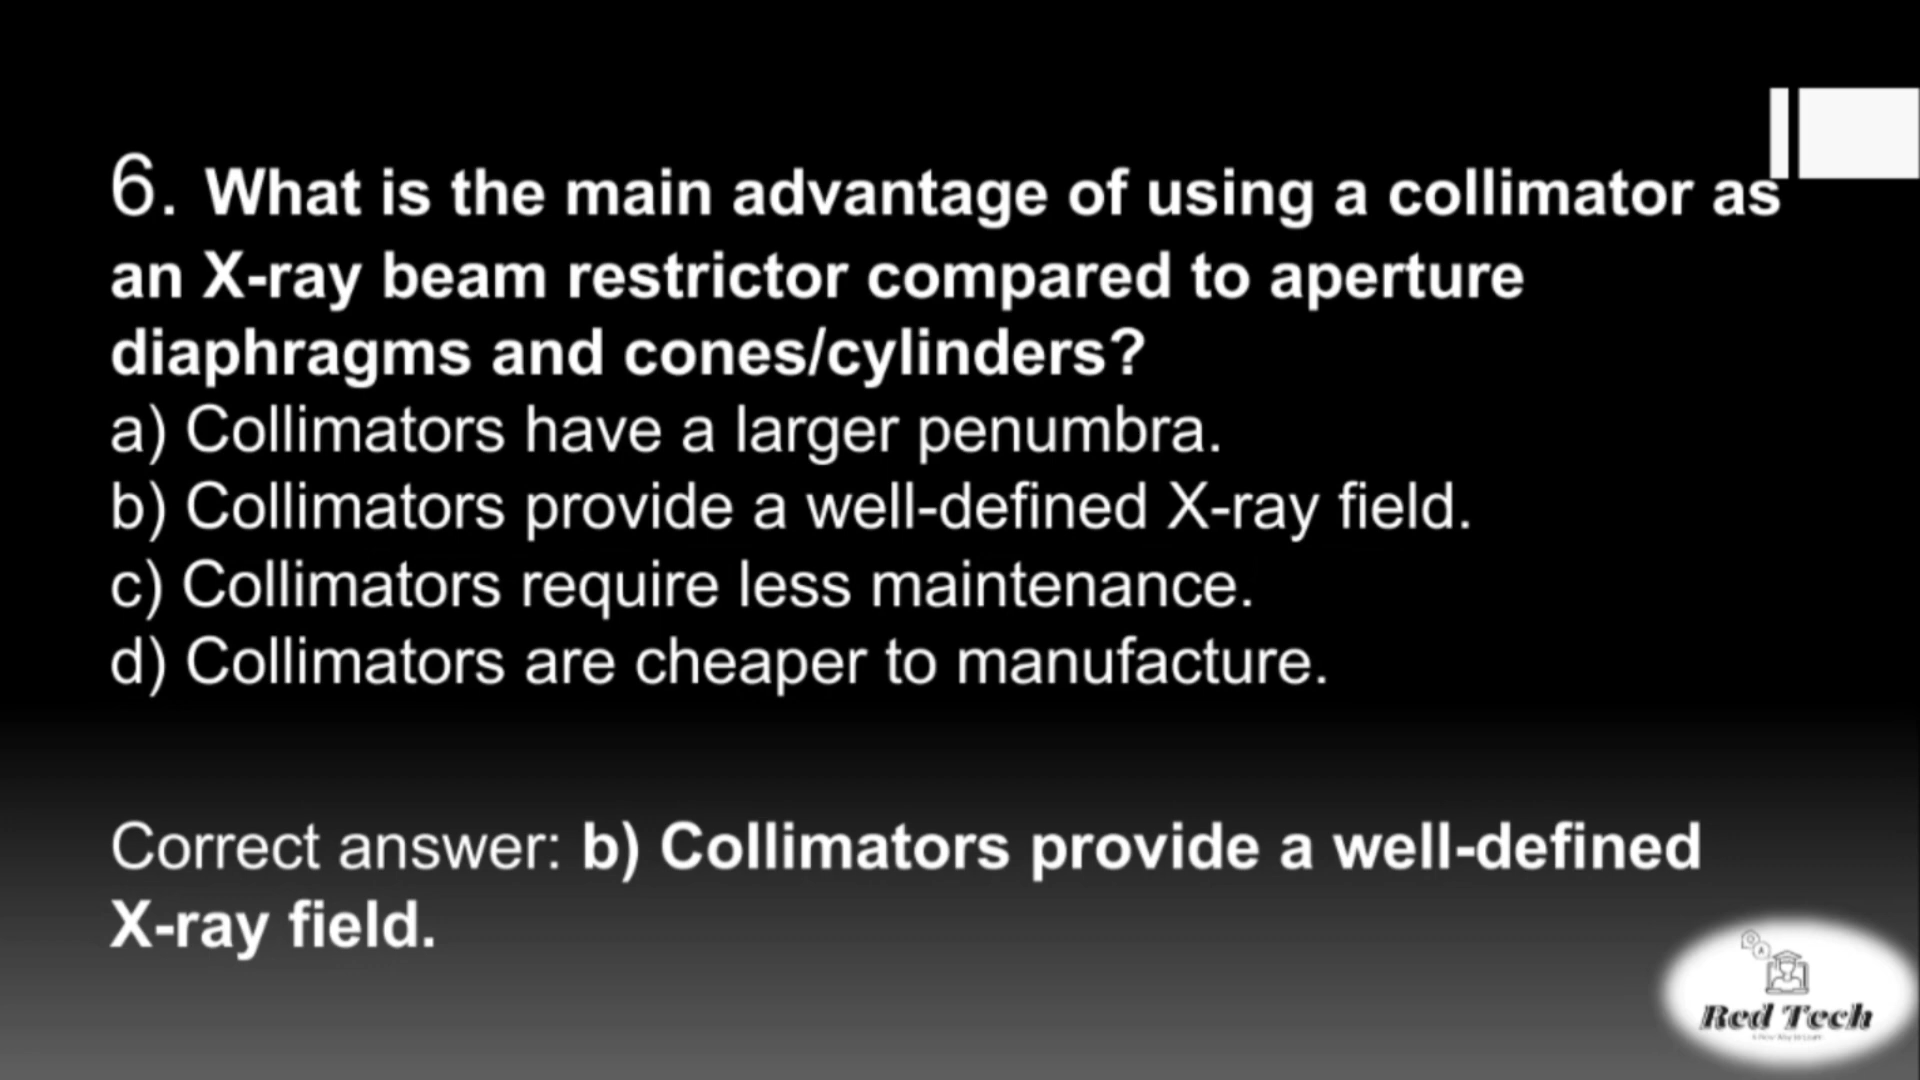 6. What is the main advantage of using a collimator as
an X-ray beam restrictor compared to aperture
diaphragms and cones/cylinders?
a) Collimators have a larger penumbra.
b) Collimators provide a well-defined X-ray field.
c) Collimators require less maintenance.
d) Collimators are cheaper to manufacture.
Correct answer: b) Collimators provide a well-defined
X-ray field.
Q
A
Red Tech